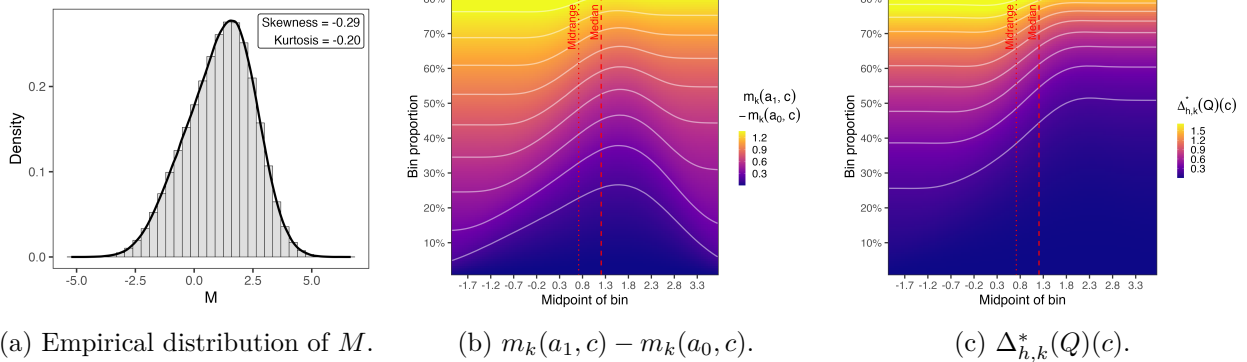 Skewness = -0.29
Kurtosis = -0.20
Density
0.2
0.1
0.0
-5.0
-2.5
0.0
2.5
5.0
M
(a) Empirical distribution of M.
80%
70%
60%
50%
40%
30%
20%
10%
Bin proportion
Midrange
Median
-1.7 -1.2 -0.7 -0.2 0.3 0.8 1.3 1.8 2.3 2.8 3.3
Midpoint of bin
m_k(a_1, c)
−m_k(a_0, c)
1.2
0.9
0.6
0.3
(b) m_k(a_1, c) − m_k(a_0, c).
80%
70%
60%
50%
40%
30%
20%
10%
Bin proportion
Midrange
Median
-1.7 -1.2 -0.7 -0.2 0.3 0.8 1.3 1.8 2.3 2.8 3.3
Midpoint of bin
Δ*_{h,k}(Q)(c)
1.5
1.2
0.9
0.6
0.3
(c) Δ*_{h,k}(Q)(c).